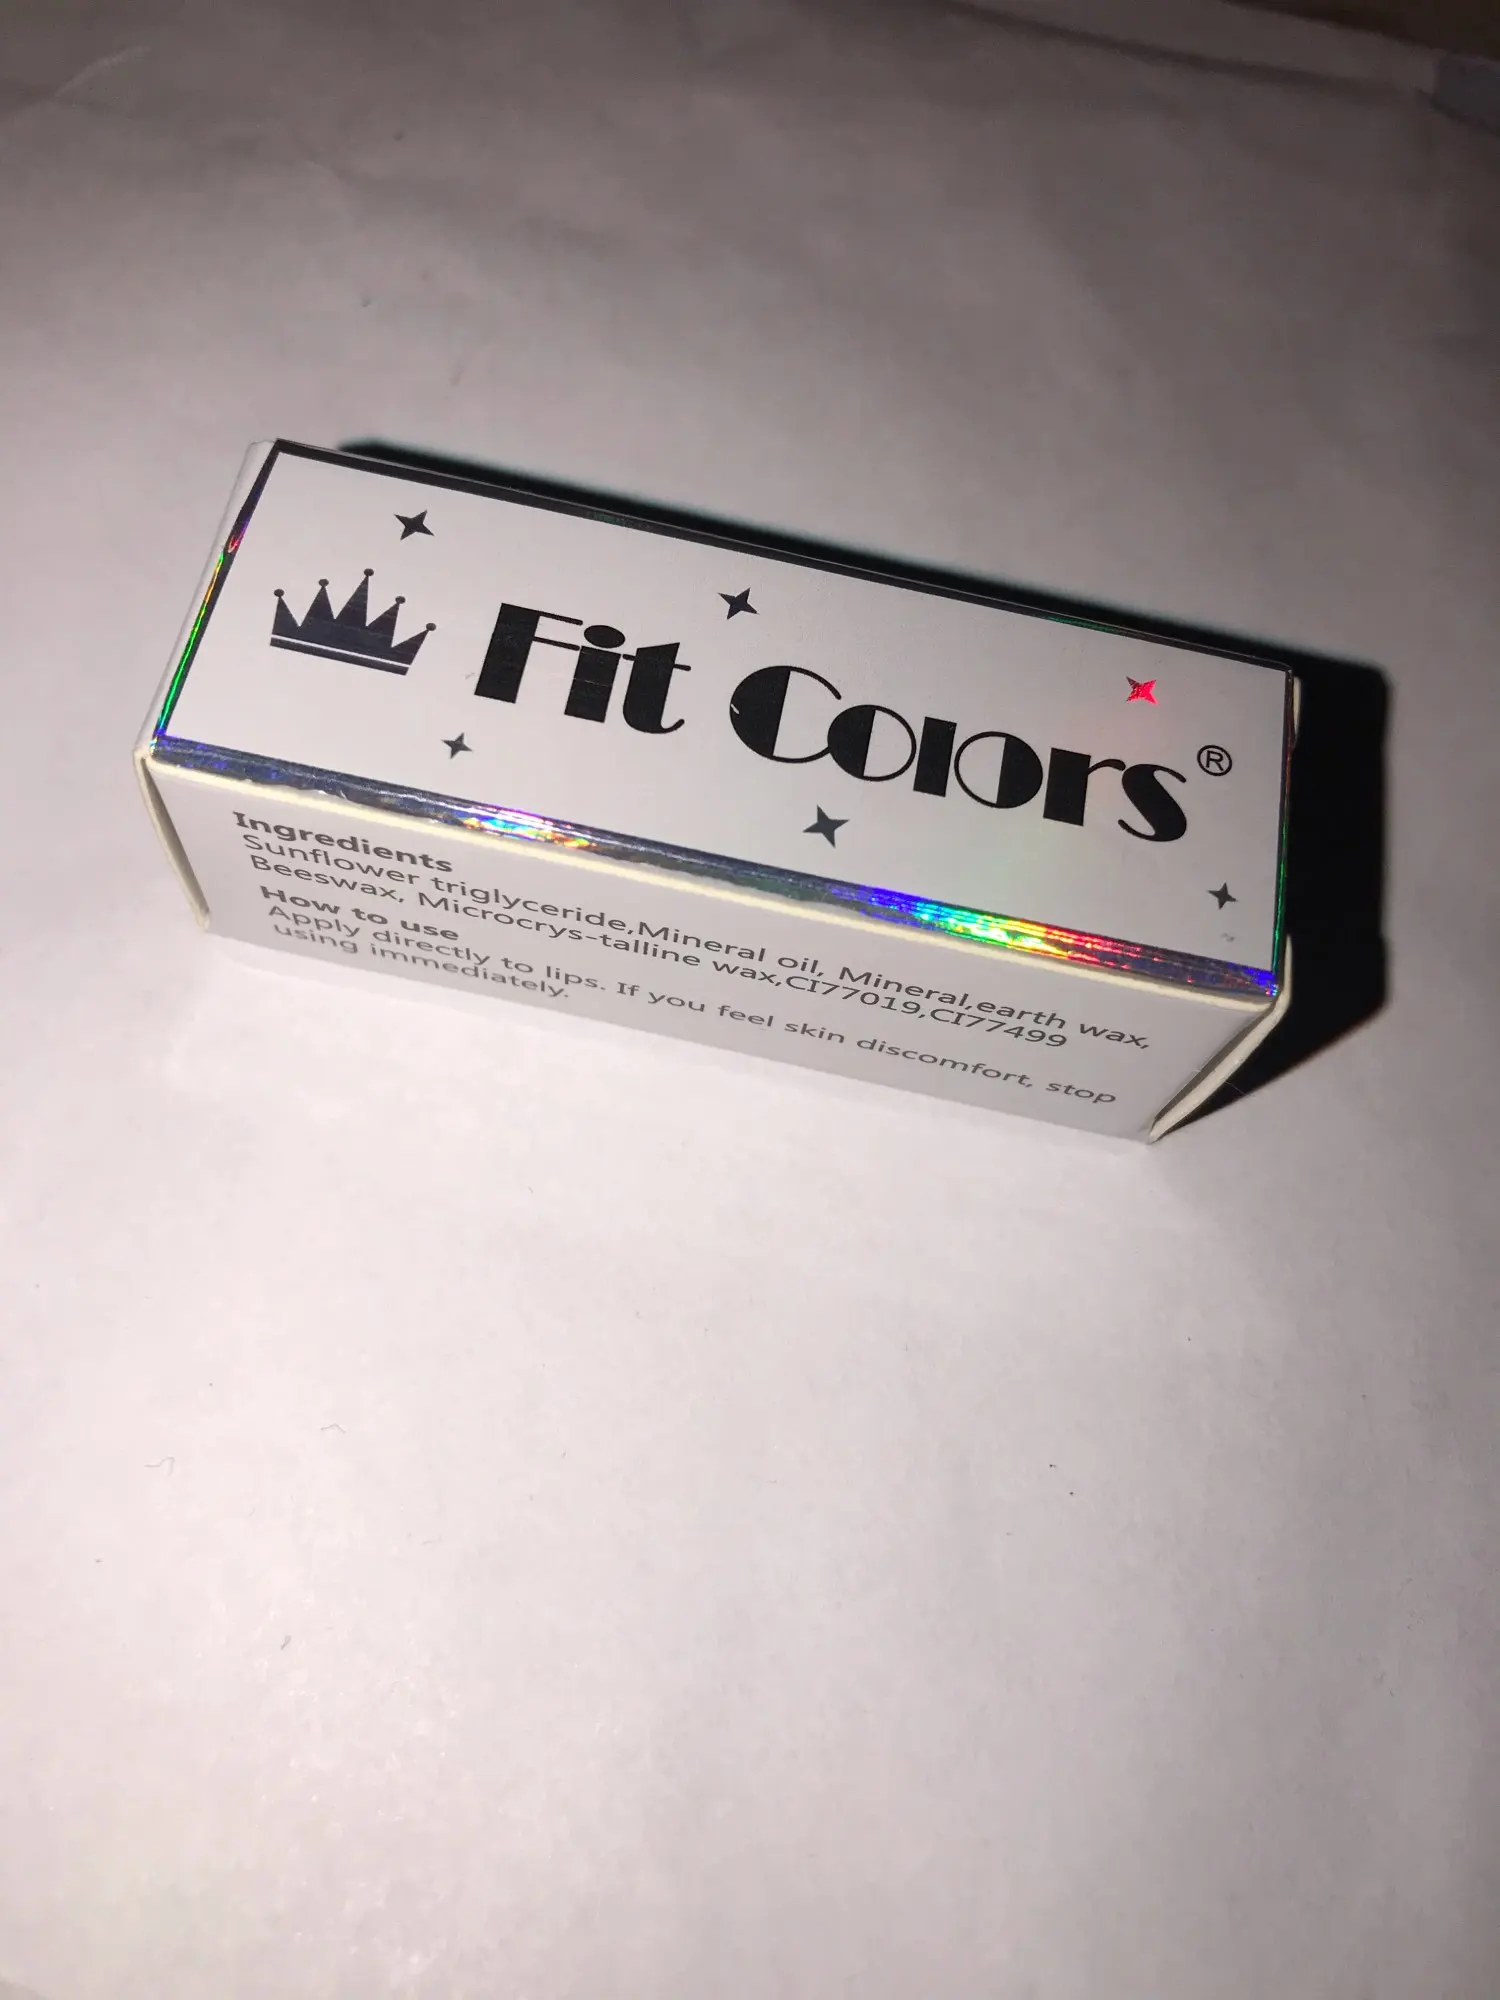 Fit Colors®
Ingredients
Sunflower triglyceride,Mineral oil, Mineral,earth wax,
Beeswax, Microcrys-talline wax,CI77019,CI77499
How to use
Apply directly to lips. If you feel skin discomfort, stop
using immediately.